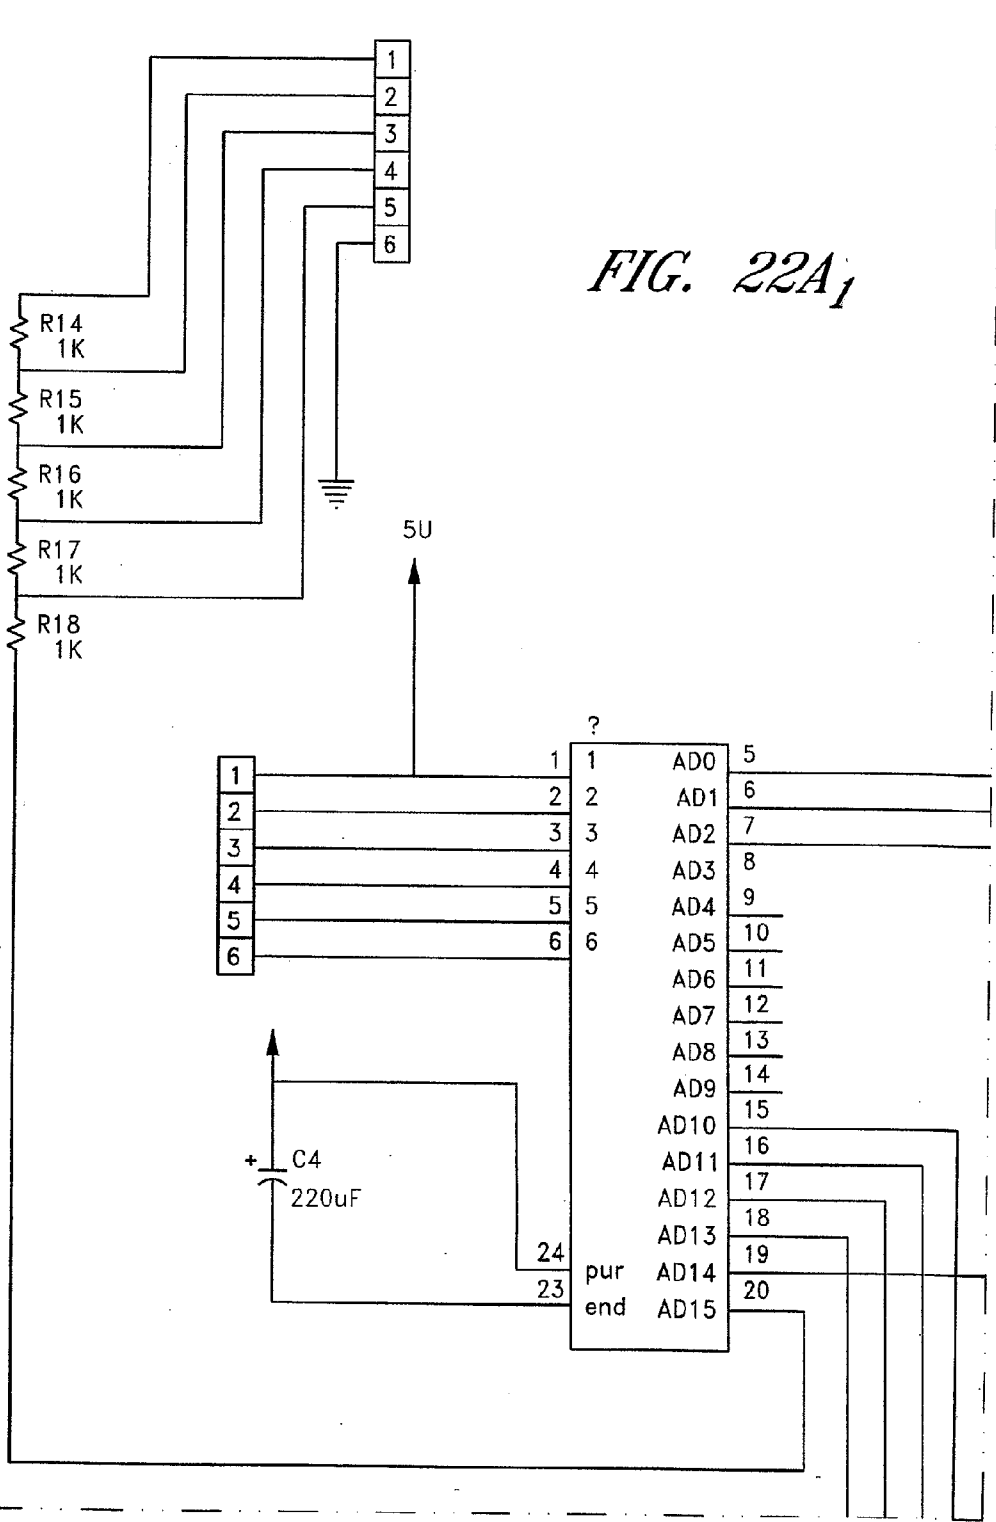 1
2
3
4
5
6
FIG. 22A1
R14
1K
R15
1K
R16
1K
R17
1K
R18
1K
5U
?
1
2
3
4
5
6
1 1 AD0 5
2 2 AD1 6
3 3 AD2 7
4 4 AD3 8
5 5 AD4 9
6 6 AD5 10
AD6 11
AD7 12
AD8 13
AD9 14
AD10 15
AD11 16
AD12 17
AD13 18
24 pur AD14 19
23 end AD15 20
+ C4
220uF